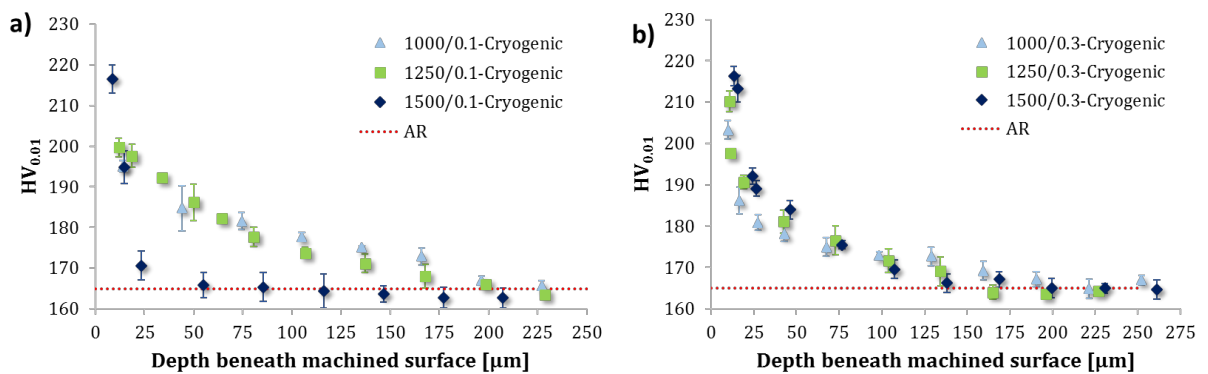 a)
230
220
210
200
190
180
170
160
HV0.01
0 25 50 75 100 125 150 175 200 225 250
Depth beneath machined surface [μm]
1000/0.1-Cryogenic
1250/0.1-Cryogenic
1500/0.1-Cryogenic
AR
b)
230
220
210
200
190
180
170
160
HV0.01
0 25 50 75 100 125 150 175 200 225 250 275
Depth beneath machined surface [μm]
1000/0.3-Cryogenic
1250/0.3-Cryogenic
1500/0.3-Cryogenic
AR